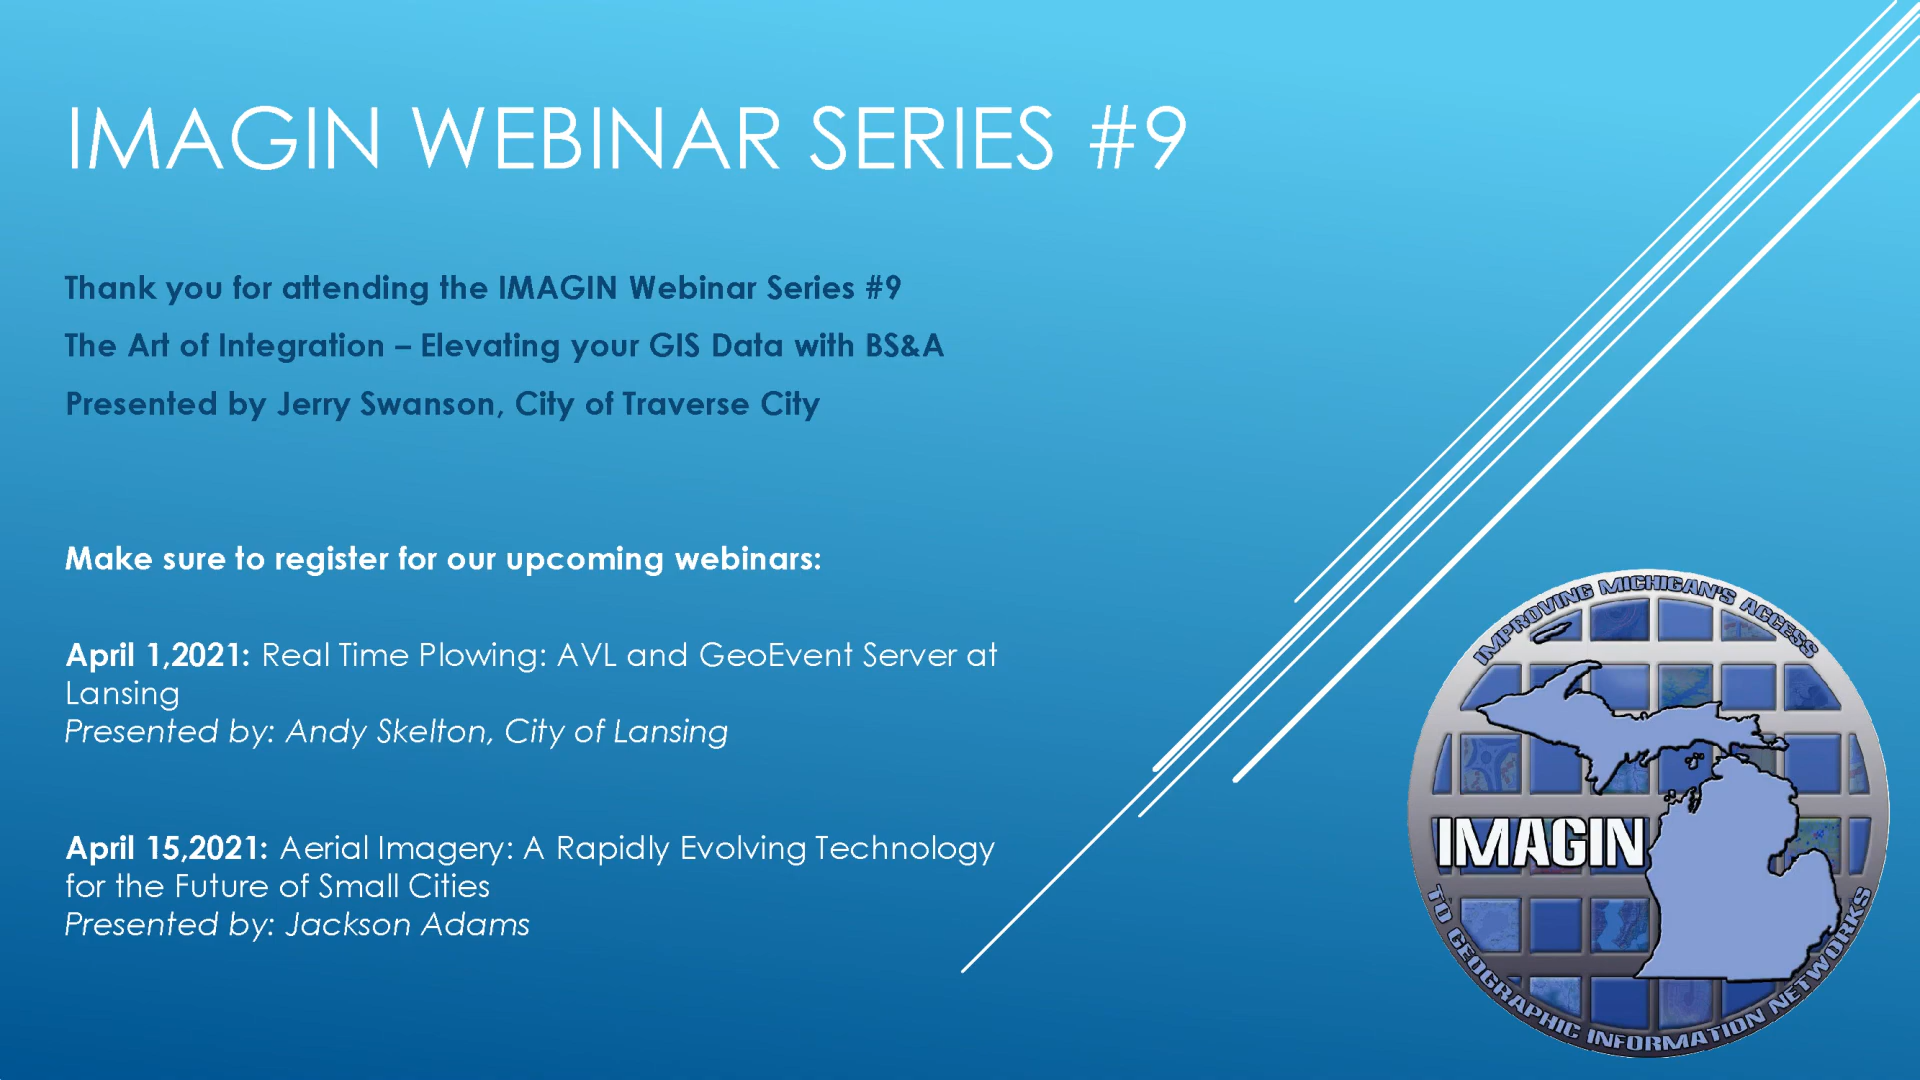 IMAGIN WEBINAR SERIES #9
Thank you for attending the IMAGIN Webinar Series #9
The Art of Integration – Elevating your GIS Data with BS&A
Presented by Jerry Swanson, City of Traverse City
Make sure to register for our upcoming webinars:
April 1,2021: Real Time Plowing: AVL and GeoEvent Server at
Lansing
Presented by: Andy Skelton, City of Lansing
April 15,2021: Aerial Imagery: A Rapidly Evolving Technology
for the Future of Small Cities
Presented by: Jackson Adams
IMPROVING MICHIGAN'S ACCESS
IMAGIN
TO GEOGRAPHIC INFORMATION NETWORKS